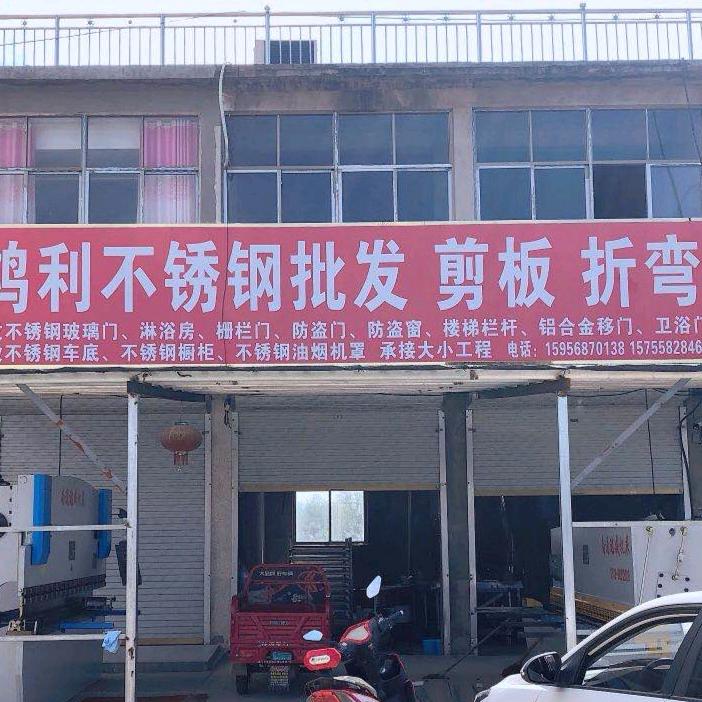 鸿利不锈钢批发 剪板 折弯
不锈钢玻璃门、淋浴房、栅栏门、防盗门、防盗窗、楼梯栏杆、铝合金移门、卫浴门
不锈钢车底、不锈钢橱柜、不锈钢油烟机罩 承接大小工程 电话：15956870138 1575582846